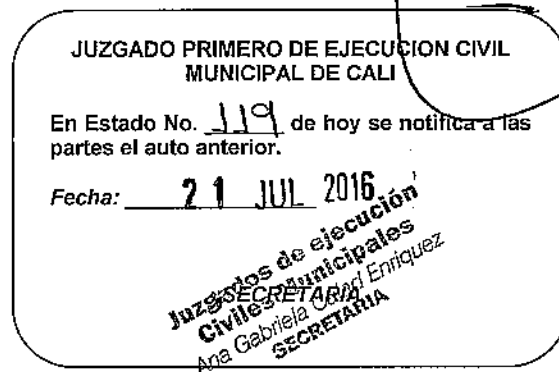 JUZGADO PRIMERO DE EJECUCION CIVIL
MUNICIPAL DE CALI
En Estado No. 119 de hoy se notifica a las
partes el auto anterior.
Fecha: 21 JUL 2016
SECRETARIA
Juzgados de ejecución
Civiles Municipales
Ana Gabriela Enriquez
SECRETARIA